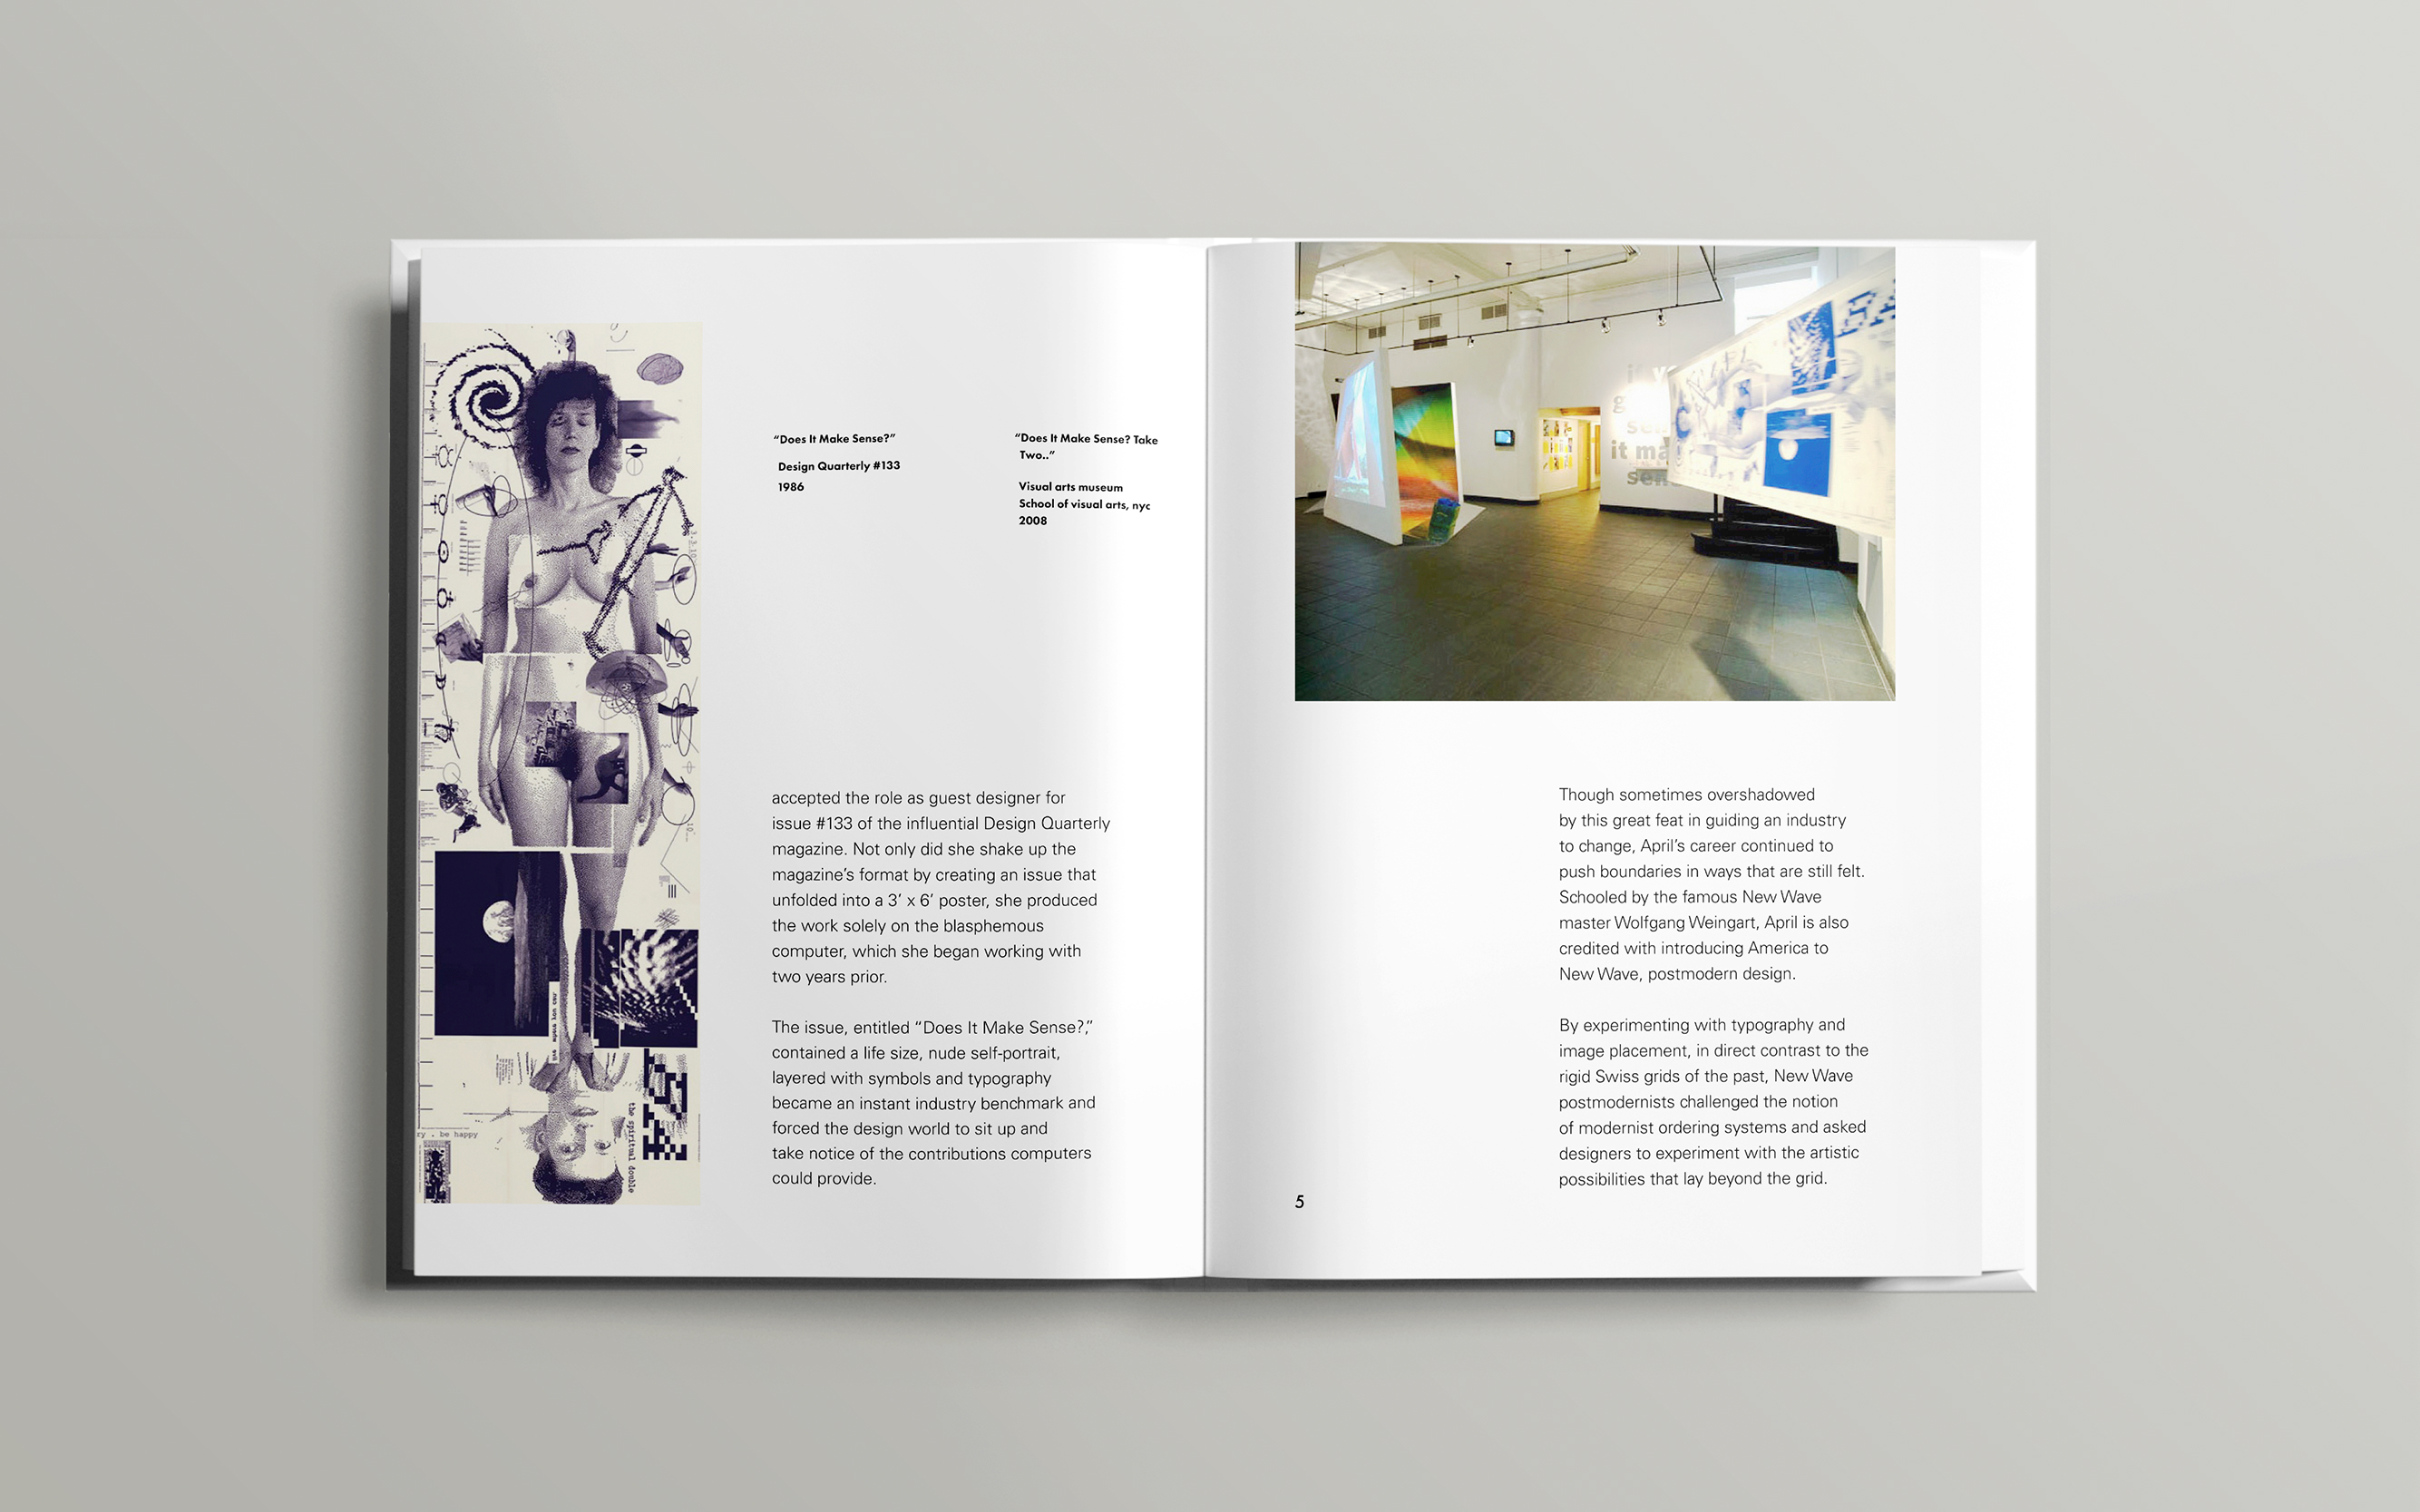 "Does It Make Sense?"
Design Quarterly #133
1986
"Does It Make Sense? Take
Two.."
Visual arts museum
School of visual arts, nyc
2008
accepted the role as guest designer for
issue #133 of the influential Design Quarterly
magazine. Not only did she shake up the
magazine's format by creating an issue that
unfolded into a 3' x 6' poster, she produced
the work solely on the blasphemous
computer, which she began working with
two years prior.
The issue, entitled "Does It Make Sense?,"
contained a life size, nude self-portrait,
layered with symbols and typography
became an instant industry benchmark and
forced the design world to sit up and
take notice of the contributions computers
could provide.
ry . be happy
the spiritual double
it ma
Though sometimes overshadowed
by this great feat in guiding an industry
to change, April's career continued to
push boundaries in ways that are still felt.
Schooled by the famous New Wave
master Wolfgang Weingart, April is also
credited with introducing America to
New Wave, postmodern design.
By experimenting with typography and
image placement, in direct contrast to the
rigid Swiss grids of the past, New Wave
postmodernists challenged the notion
of modernist ordering systems and asked
designers to experiment with the artistic
possibilities that lay beyond the grid.
5